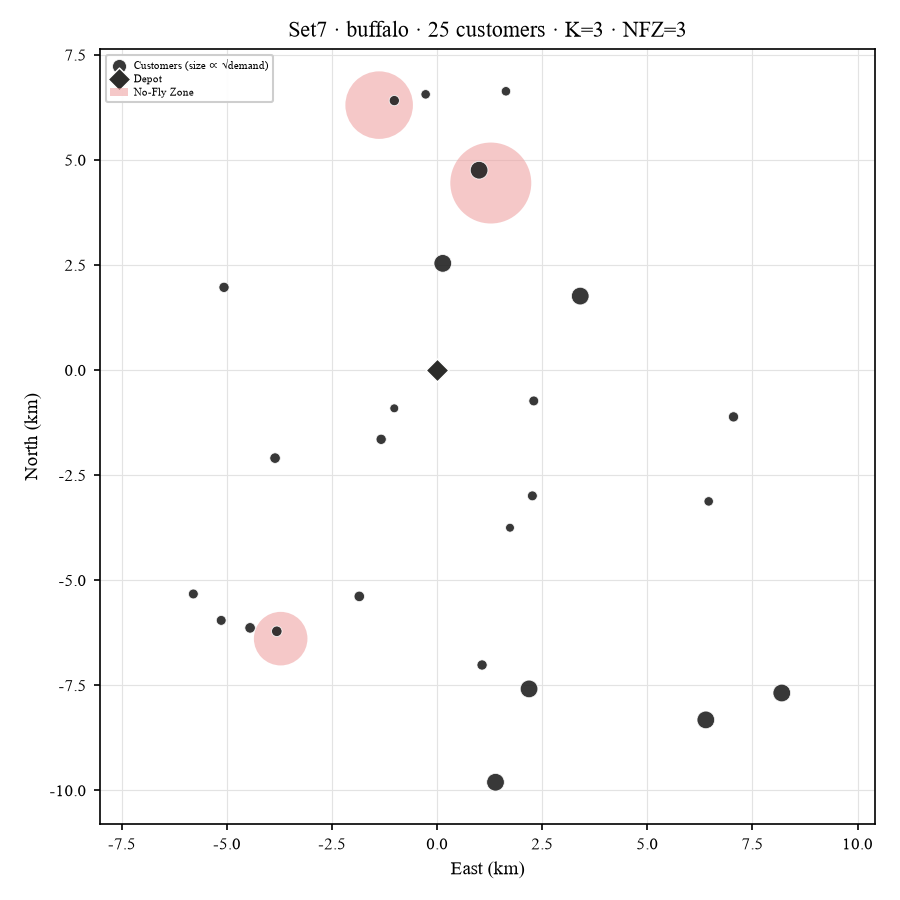 Set7 · buffalo · 25 customers · K=3 · NFZ=3
Customers (size ∝ √demand)
Depot
No-Fly Zone
7.5
5.0
2.5
0.0
-2.5
-5.0
-7.5
-10.0
North (km)
-7.5 -5.0 -2.5 0.0 2.5 5.0 7.5 10.0
East (km)